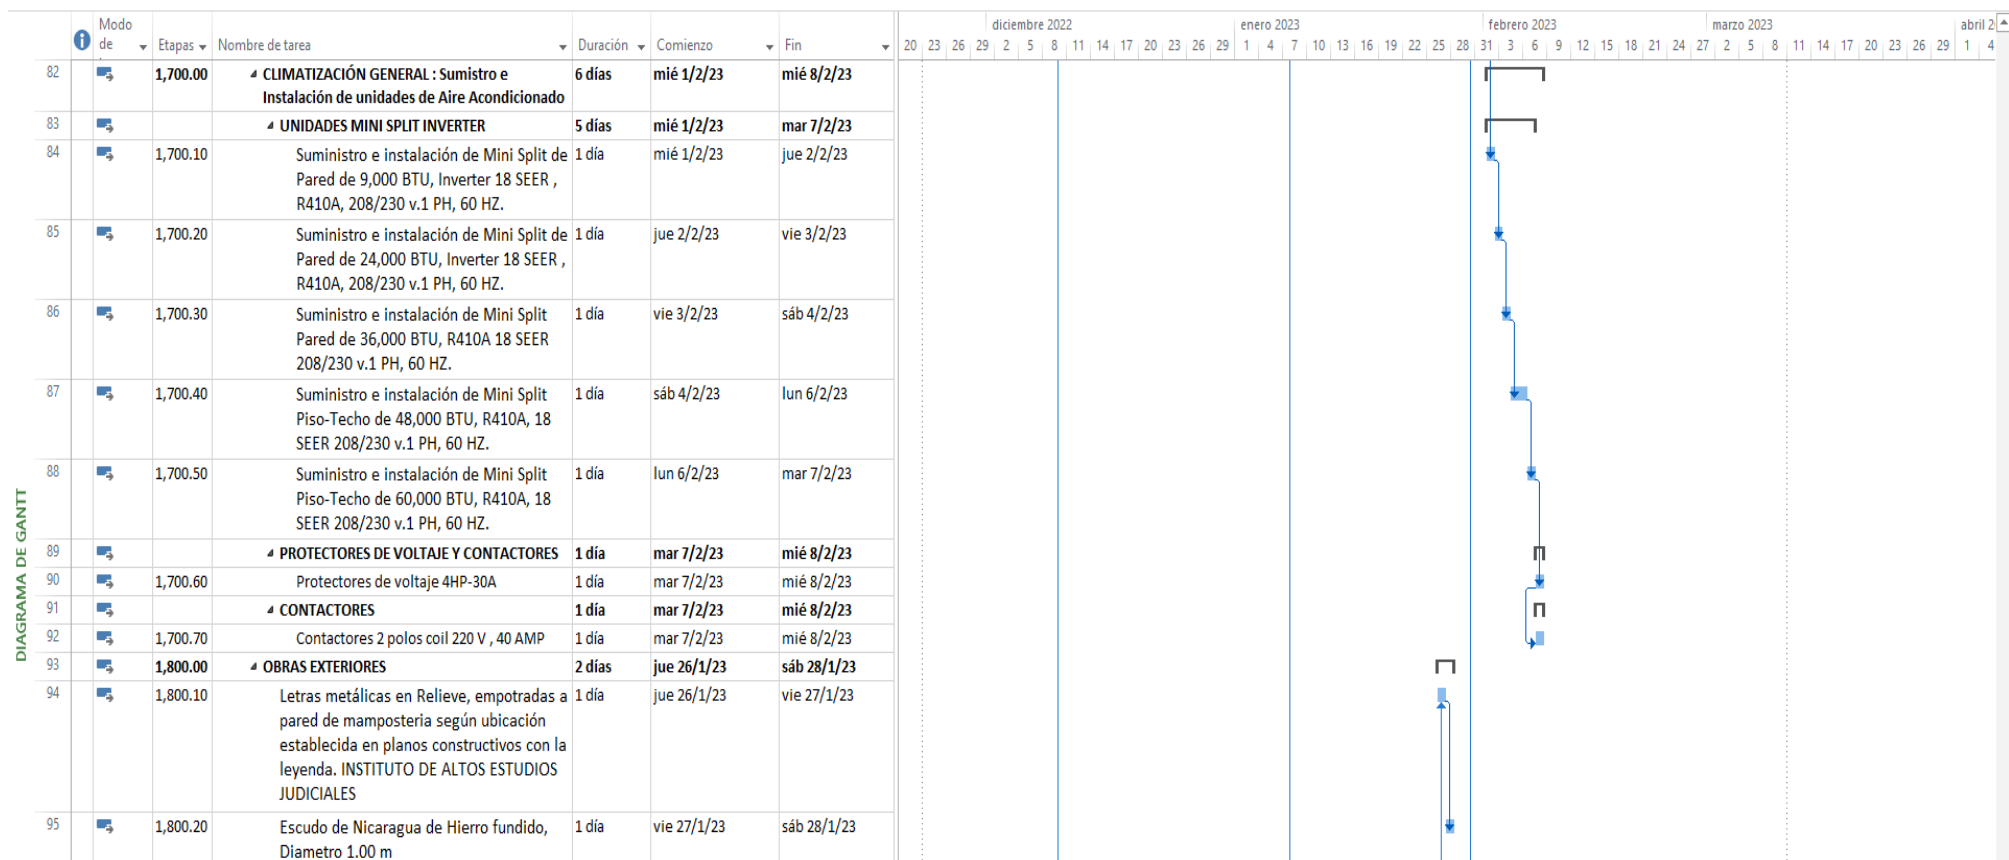 diciembre 2022 enero 2023 febrero 2023 marzo 2023 abril 2
Modo
de Etapas Nombre de tarea Duración Comienzo Fin 20 23 26 29 2 5 8 11 14 17 20 23 26 29 1 4 7 10 13 16 19 22 25 28 31 3 6 9 12 15 18 21 24 27 2 5 8 11 14 17 20 23 26 29 1 4
82 1,700.00 CLIMATIZACIÓN GENERAL : Sumistro e 6 días mié 1/2/23 mié 8/2/23
Instalación de unidades de Aire Acondicionado
83 UNIDADES MINI SPLIT INVERTER 5 días mié 1/2/23 mar 7/2/23
84 1,700.10 Suministro e instalación de Mini Split de 1 día mié 1/2/23 jue 2/2/23
Pared de 9,000 BTU, Inverter 18 SEER ,
R410A, 208/230 v.1 PH, 60 HZ.
85 1,700.20 Suministro e instalación de Mini Split de 1 día jue 2/2/23 vie 3/2/23
Pared de 24,000 BTU, Inverter 18 SEER ,
R410A, 208/230 v.1 PH, 60 HZ.
86 1,700.30 Suministro e instalación de Mini Split 1 día vie 3/2/23 sáb 4/2/23
Pared de 36,000 BTU, R410A 18 SEER
208/230 v.1 PH, 60 HZ.
87 1,700.40 Suministro e instalación de Mini Split 1 día sáb 4/2/23 lun 6/2/23
Piso-Techo de 48,000 BTU, R410A, 18
SEER 208/230 v.1 PH, 60 HZ.
88 1,700.50 Suministro e instalación de Mini Split 1 día lun 6/2/23 mar 7/2/23
Piso-Techo de 60,000 BTU, R410A, 18
SEER 208/230 v.1 PH, 60 HZ.
89 PROTECTORES DE VOLTAJE Y CONTACTORES 1 día mar 7/2/23 mié 8/2/23
90 1,700.60 Protectores de voltaje 4HP-30A 1 día mar 7/2/23 mié 8/2/23
91 CONTACTORES 1 día mar 7/2/23 mié 8/2/23
92 1,700.70 Contactores 2 polos coil 220 V , 40 AMP 1 día mar 7/2/23 mié 8/2/23
93 1,800.00 OBRAS EXTERIORES 2 días jue 26/1/23 sáb 28/1/23
94 1,800.10 Letras metálicas en Relieve, empotradas a 1 día jue 26/1/23 vie 27/1/23
pared de mamposteria según ubicación
establecida en planos constructivos con la
leyenda. INSTITUTO DE ALTOS ESTUDIOS
JUDICIALES
95 1,800.20 Escudo de Nicaragua de Hierro fundido, 1 día vie 27/1/23 sáb 28/1/23
Diametro 1.00 m
DIAGRAMA DE GANTT